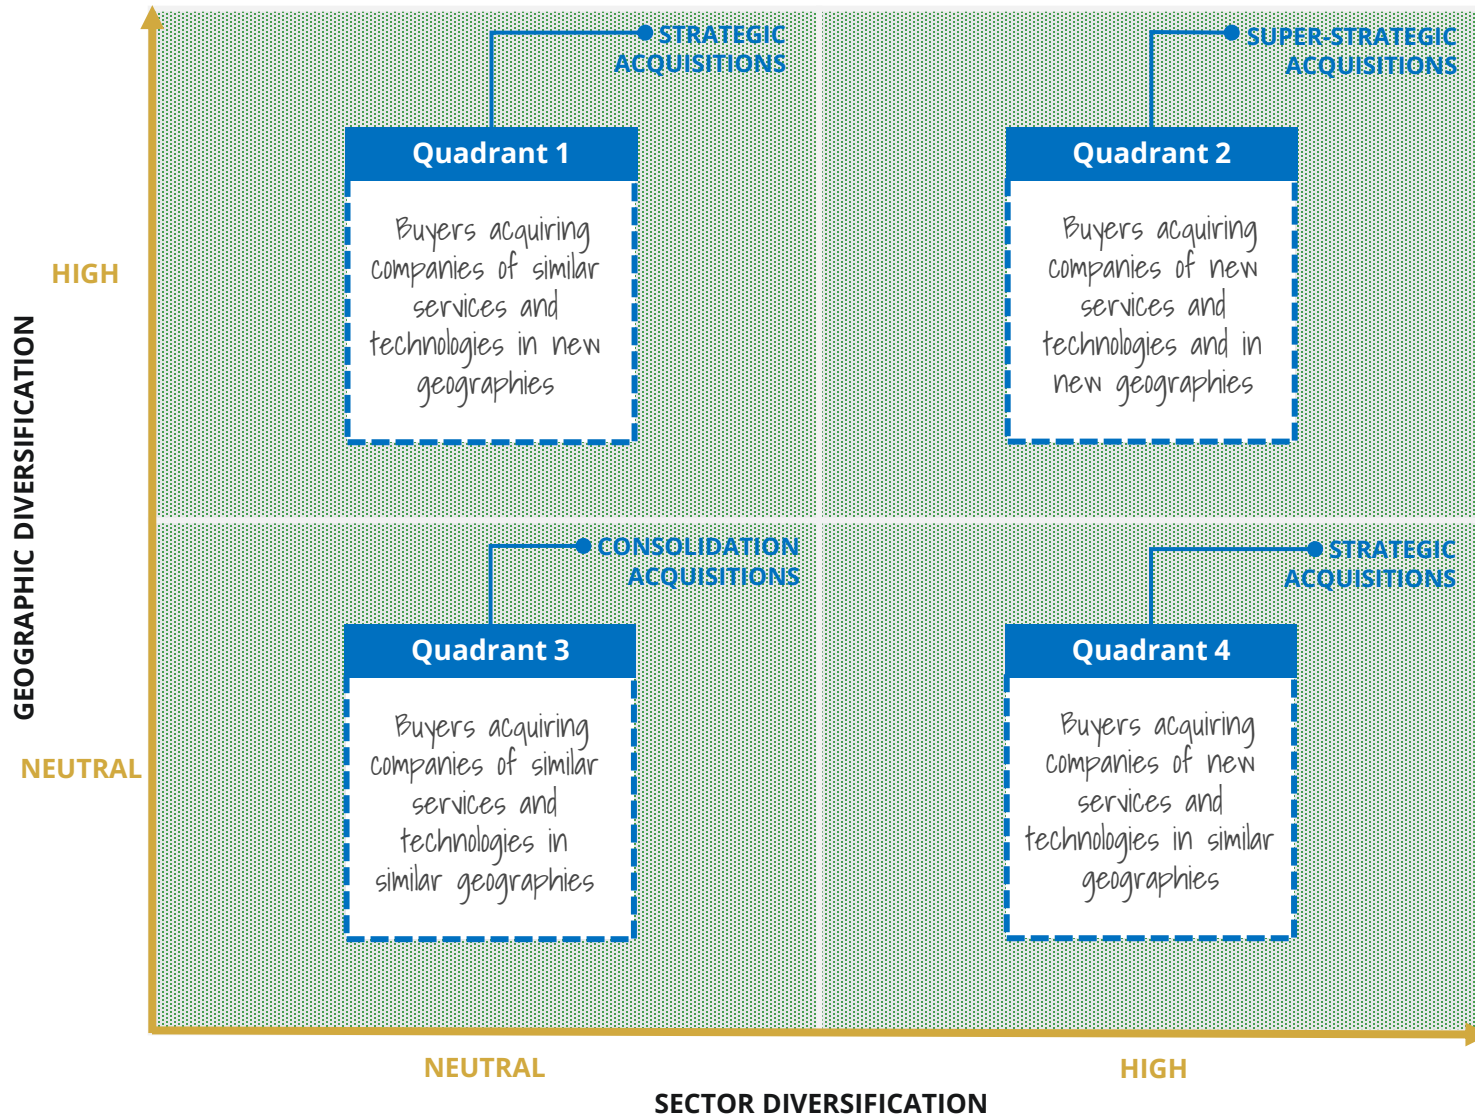 STRATEGIC
ACQUISITIONS
Quadrant 1
Buyers acquiring
companies of similar
services and
technologies in new
geographies
SUPER-STRATEGIC
ACQUISITIONS
Quadrant 2
Buyers acquiring
companies of new
services and
technologies and in
new geographies
HIGH
GEOGRAPHIC DIVERSIFICATION
NEUTRAL
CONSOLIDATION
ACQUISITIONS
Quadrant 3
Buyers acquiring
companies of similar
services and
technologies in
similar geographies
STRATEGIC
ACQUISITIONS
Quadrant 4
Buyers acquiring
companies of new
services and
technologies in similar
geographies
NEUTRAL
HIGH
SECTOR DIVERSIFICATION